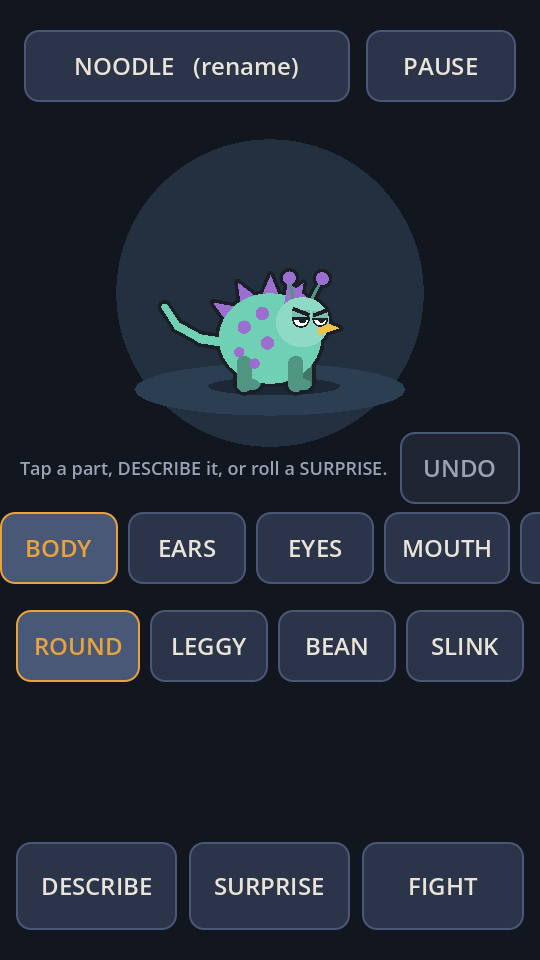 NOODLE (rename) PAUSE
Tap a part, DESCRIBE it, or roll a SURPRISE. UNDO
BODY EARS EYES MOUTH
ROUND LEGGY BEAN SLINK
DESCRIBE SURPRISE FIGHT